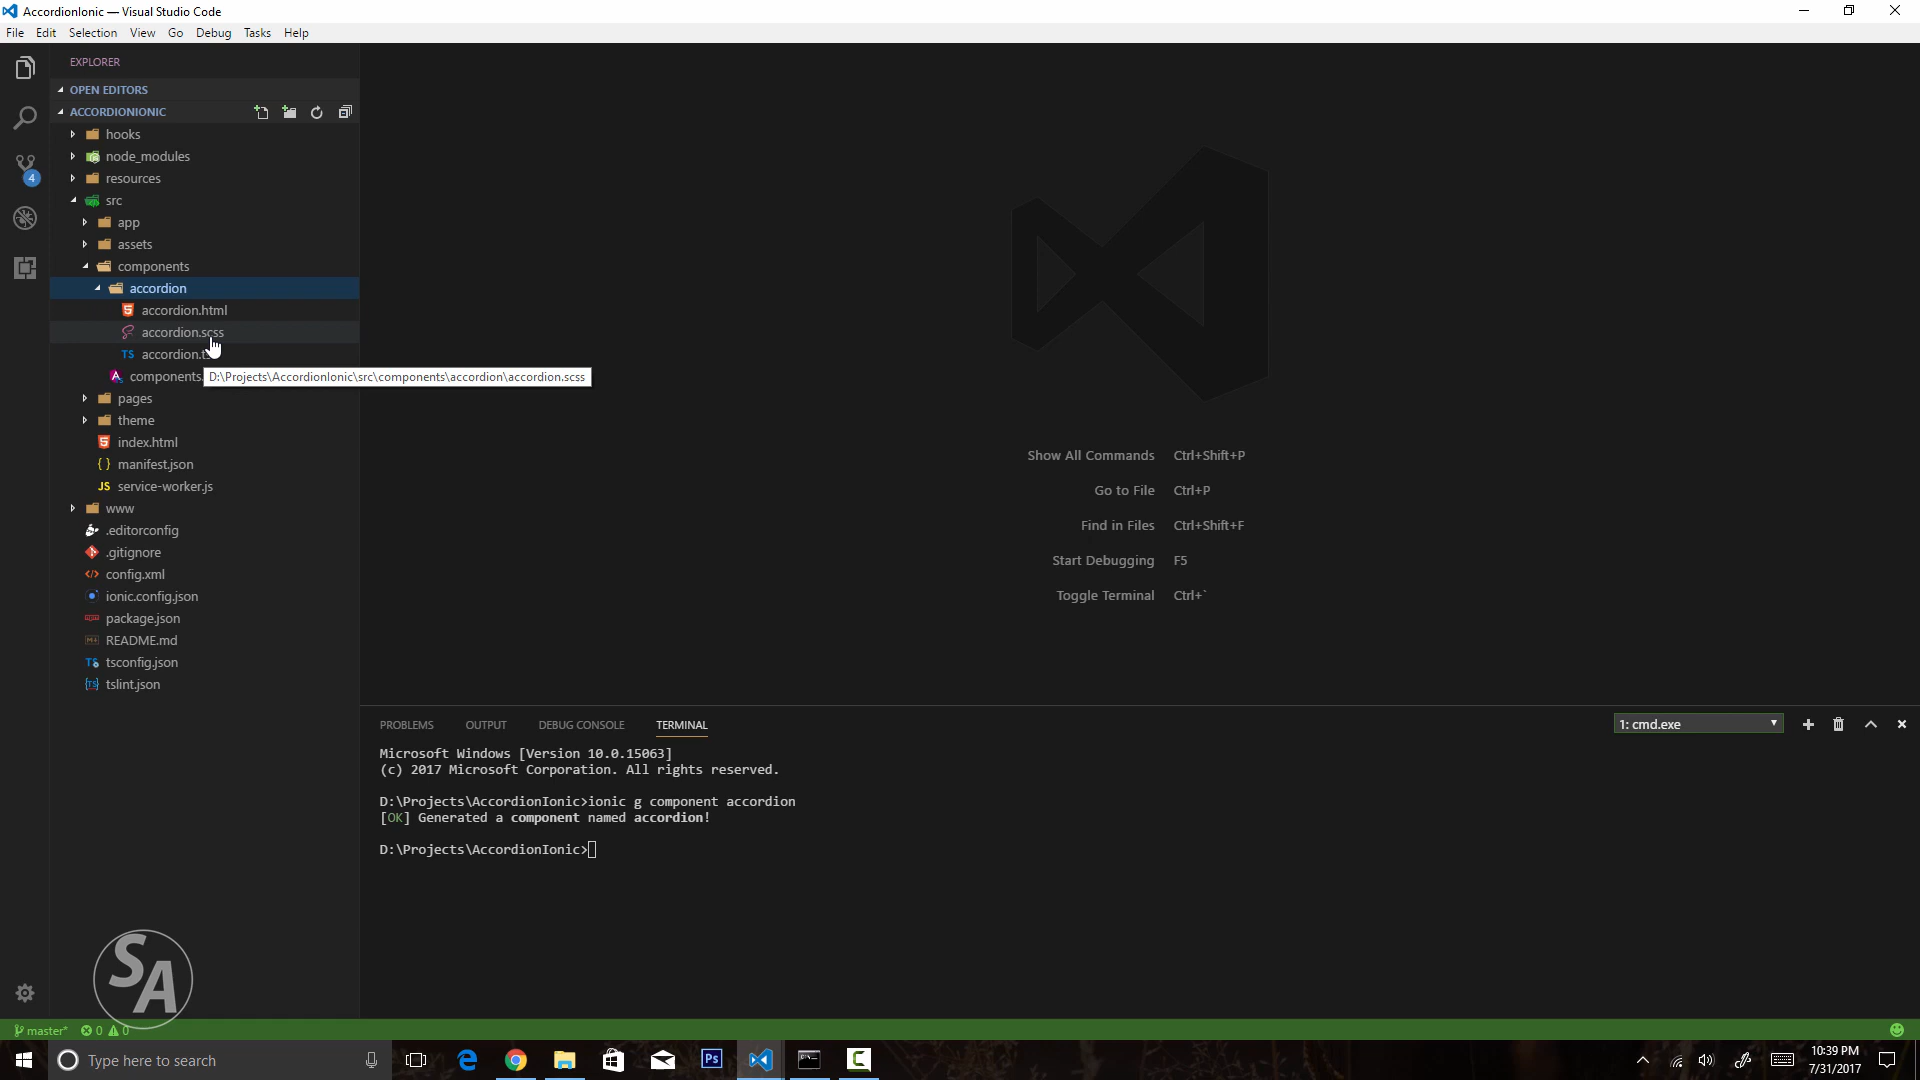 AccordionIonic — Visual Studio Code
File Edit Selection View Go Debug Tasks Help
EXPLORER
OPEN EDITORS
ACCORDIONIONIC
hooks
node_modules
4
resources
src
app
assets
components
accordion
accordion.html
accordion.scss
TS accordion.ts
components.
D:\Projects\AccordionIonic\src\components\accordion\accordion.scss
pages
theme
index.html
{ } manifest.json
JS service-worker.js
www
.editorconfig
.gitignore
</> config.xml
ionic.config.json
package.json
README.md
tsconfig.json
tslint.json
Show All Commands Ctrl+Shift+P
Go to File Ctrl+P
Find in Files Ctrl+Shift+F
Start Debugging F5
Toggle Terminal Ctrl+`
PROBLEMS OUTPUT DEBUG CONSOLE TERMINAL
1: cmd.exe
Microsoft Windows [Version 10.0.15063]
(c) 2017 Microsoft Corporation. All rights reserved.
D:\Projects\AccordionIonic>ionic g component accordion
[OK] Generated a component named accordion!
D:\Projects\AccordionIonic>
SA
master* 0 0
Type here to search
Ps
10:39 PM
7/31/2017